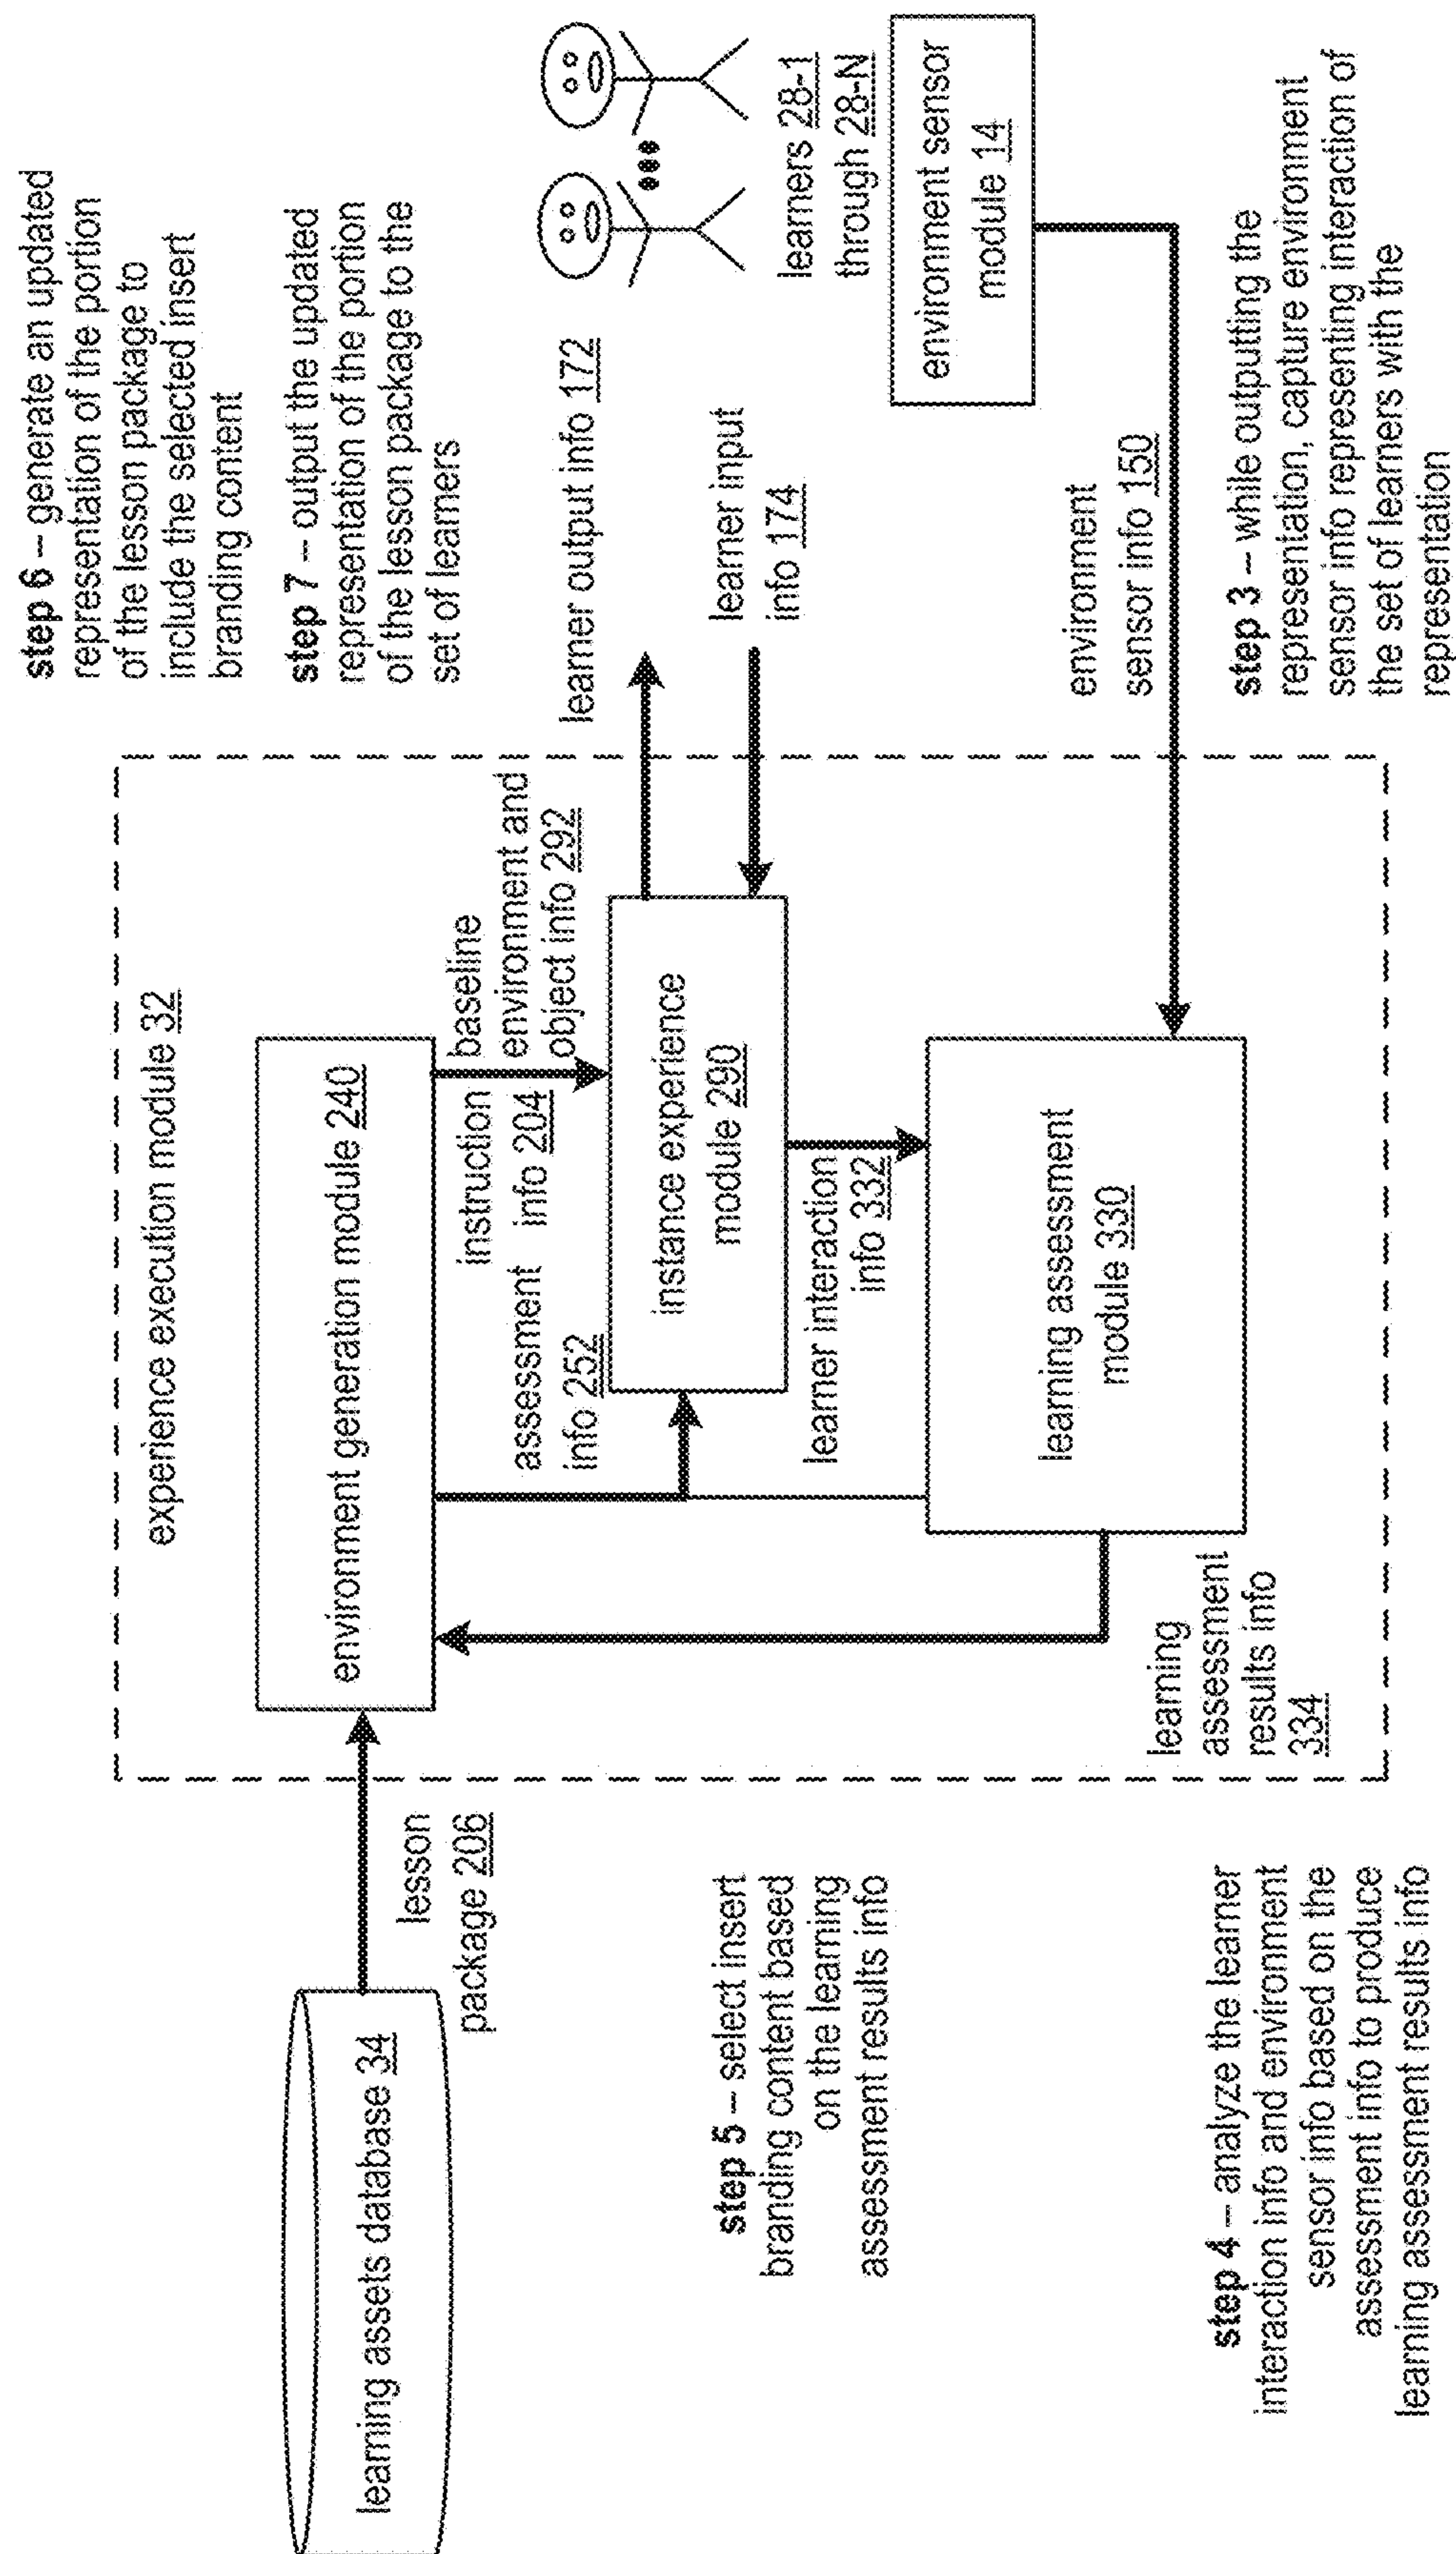 step 6 – generate an updated
representation of the portion
of the lesson package to
include the selected insert
branding content
step 7 – output the updated
representation of the portion
of the lesson package to the
set of learners
experience execution module 32
learning assets database 34
lesson
package 206
environment generation module 240
instruction
info 204
baseline
environment and
object info 292
assessment
info 252
instance experience
module 290
learner output info 172
learner input
info 174
learners 28-1
through 28-N
environment sensor
module 14
learner interaction
info 332
learning assessment
module 330
environment
sensor info 150
learning
assessment
results info
334
step 5 – select insert
branding content based
on the learning
assessment results info
step 4 – analyze the learner
interaction info and environment
sensor info based on the
assessment info to produce
learning assessment results info
step 3 – while outputting the
representation, capture environment
sensor info representing interaction of
the set of learners with the
representation